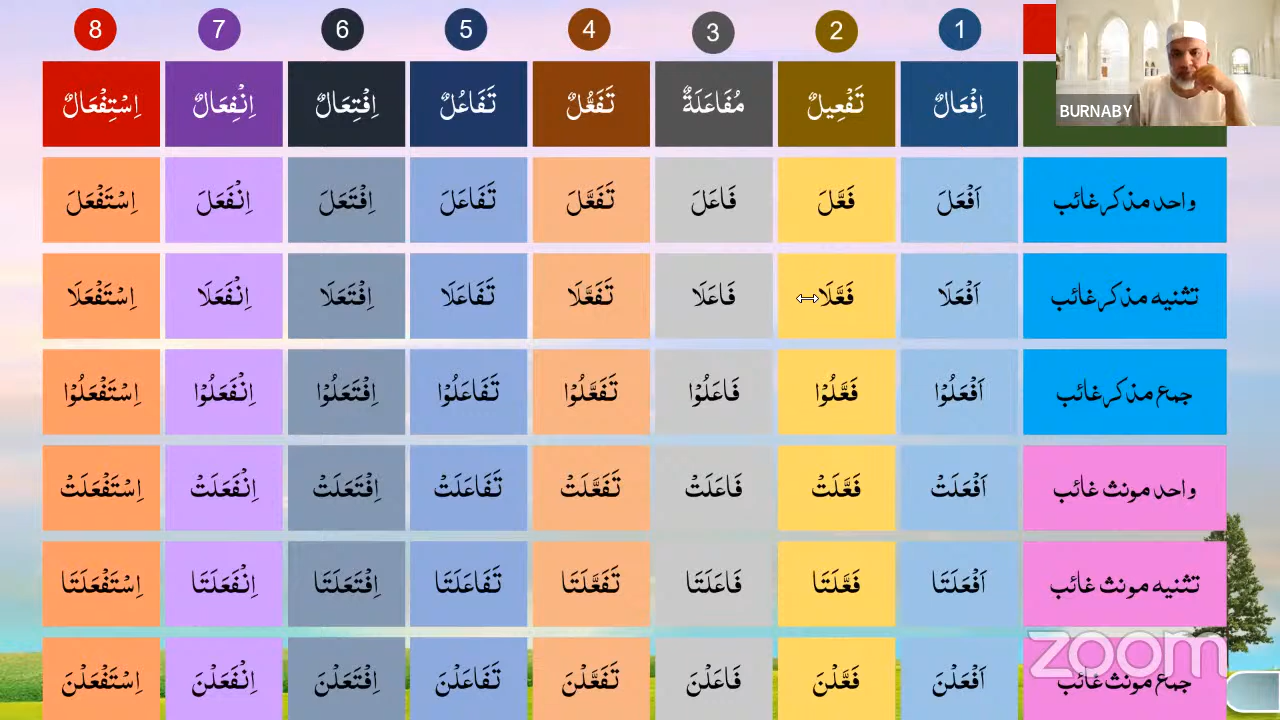 8 7 6 5 4 3 2 1
BURNABY
اِفْعَالٌ تَفْعِيلٌ مُفَاعَلَةٌ تَفَعُّلٌ تَفَاعُلٌ اِفْتِعَالٌ اِنْفِعَالٌ اِسْتِفْعَالٌ
واحد مذکر غائب اَفْعَلَ فَعَّلَ فَاعَلَ تَفَعَّلَ تَفَاعَلَ اِفْتَعَلَ اِنْفَعَلَ اِسْتَفْعَلَ
تثنیه مذکر غائب اَفْعَلَا فَعَّلَا فَاعَلَا تَفَعَّلَا تَفَاعَلَا اِفْتَعَلَا اِنْفَعَلَا اِسْتَفْعَلَا
جمع مذکر غائب اَفْعَلُوْا فَعَّلُوْا فَاعَلُوْا تَفَعَّلُوْا تَفَاعَلُوْا اِفْتَعَلُوْا اِنْفَعَلُوْا اِسْتَفْعَلُوْا
واحد مونث غائب اَفْعَلَتْ فَعَّلَتْ فَاعَلَتْ تَفَعَّلَتْ تَفَاعَلَتْ اِفْتَعَلَتْ اِنْفَعَلَتْ اِسْتَفْعَلَتْ
تثنیه مونث غائب اَفْعَلَتَا فَعَّلَتَا فَاعَلَتَا تَفَعَّلَتَا تَفَاعَلَتَا اِفْتَعَلَتَا اِنْفَعَلَتَا اِسْتَفْعَلَتَا
جمع مونث غائب اَفْعَلْنَ فَعَّلْنَ فَاعَلْنَ تَفَعَّلْنَ تَفَاعَلْنَ اِفْتَعَلْنَ اِنْفَعَلْنَ اِسْتَفْعَلْنَ
zoom